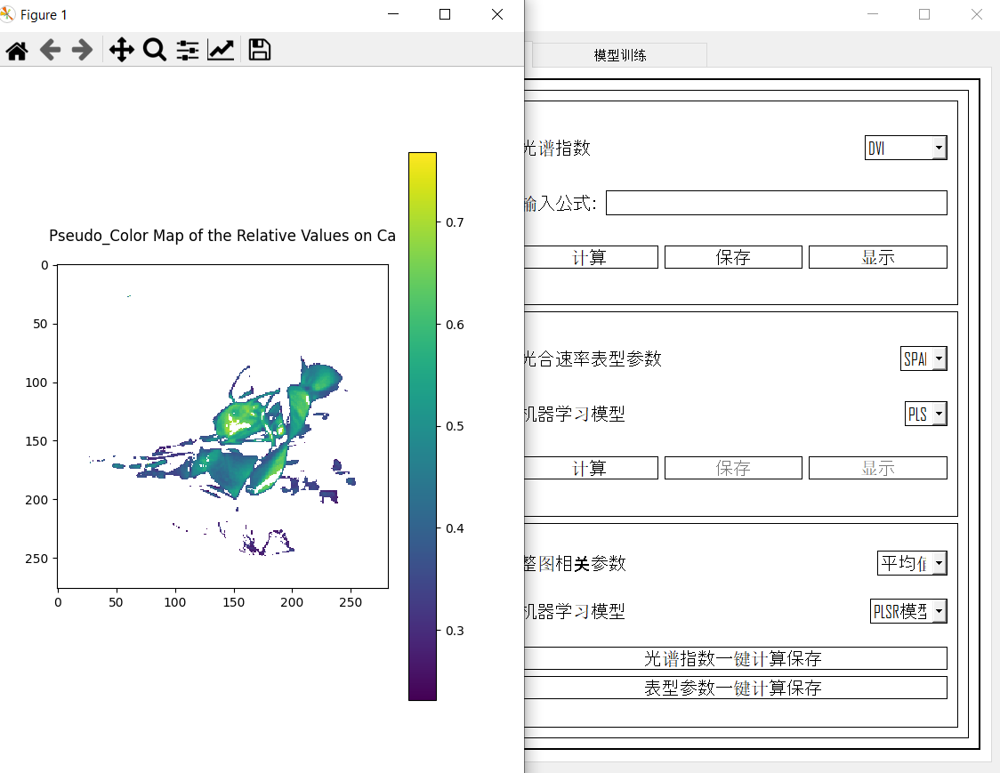 Figure 1
模型训练
Pseudo_Color Map of the Relative Values on Ca
0
50
100
150
200
250
0
50
100
150
200
250
0.7
0.6
0.5
0.4
0.3
光谱指数
DVI
输入公式:
计算
保存
显示
光合速率表型参数
SPAI
机器学习模型
PLS
计算
保存
显示
整图相关参数
平均值
机器学习模型
PLSR模型
光谱指数一键计算保存
表型参数一键计算保存